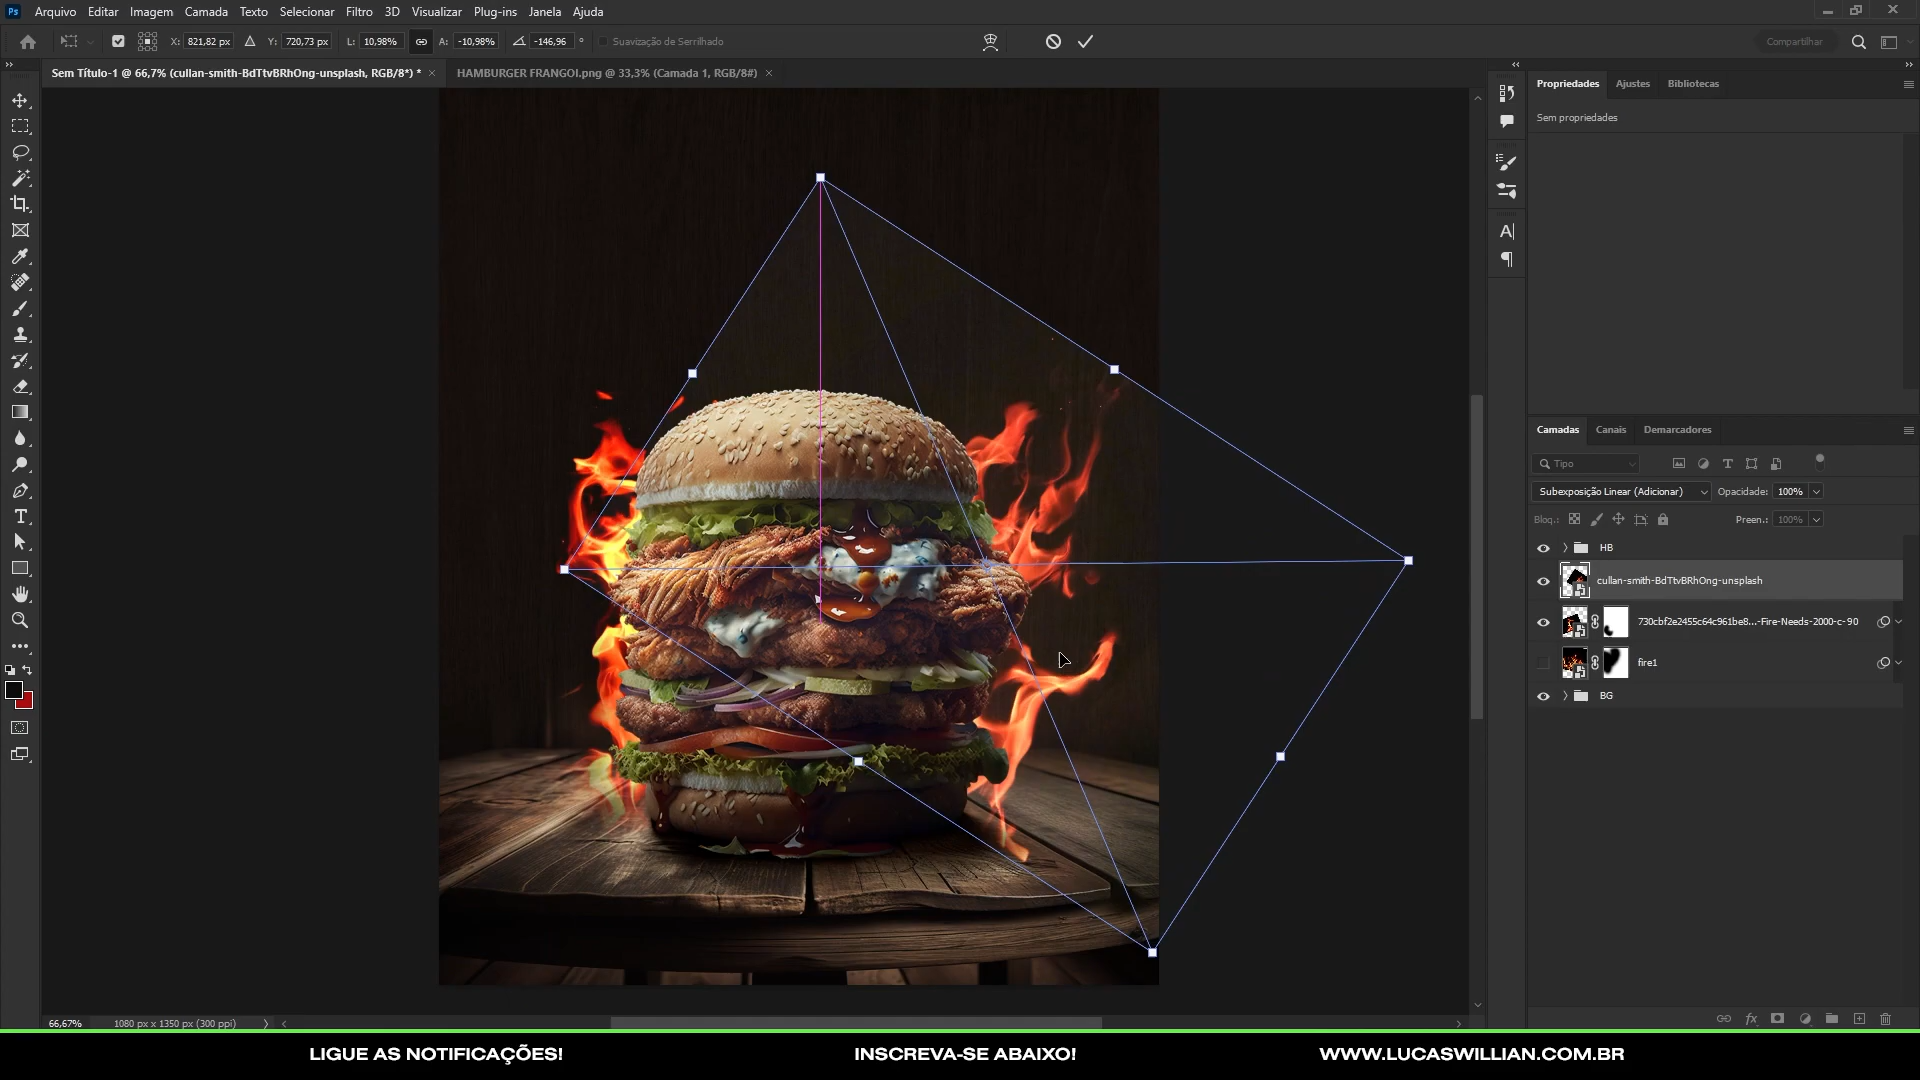 Ps Arquivo Editar Imagem Camada Texto Selecionar Filtro 3D Visualizar Plug-ins Janela Ajuda
X: 821,82 px Y: 720,73 px L: 10,98% A: -10,98% -146,96 ° Suavização de Serrilhado Compartilhar
Sem Título-1 @ 66,7% (cullan-smith-BdTtvBRhOng-unsplash, RGB/8*) * × HAMBURGER FRANGOI.png @ 33,3% (Camada 1, RGB/8#) ×
Propriedades Ajustes Bibliotecas
Sem propriedades
Camadas Canais Demarcadores
Tipo
Subexposição Linear (Adicionar) Opacidade: 100%
Bloq.: Preen.: 100%
HB
cullan-smith-BdTtvBRhOng-unsplash
730cbf2e2455c64c961be8...-Fire-Needs-2000-c-90
fire1
BG
66,67% 1080 px x 1350 px (300 ppi)
LIGUE AS NOTIFICAÇÕES! INSCREVA-SE ABAIXO! WWW.LUCASWILLIAN.COM.BR